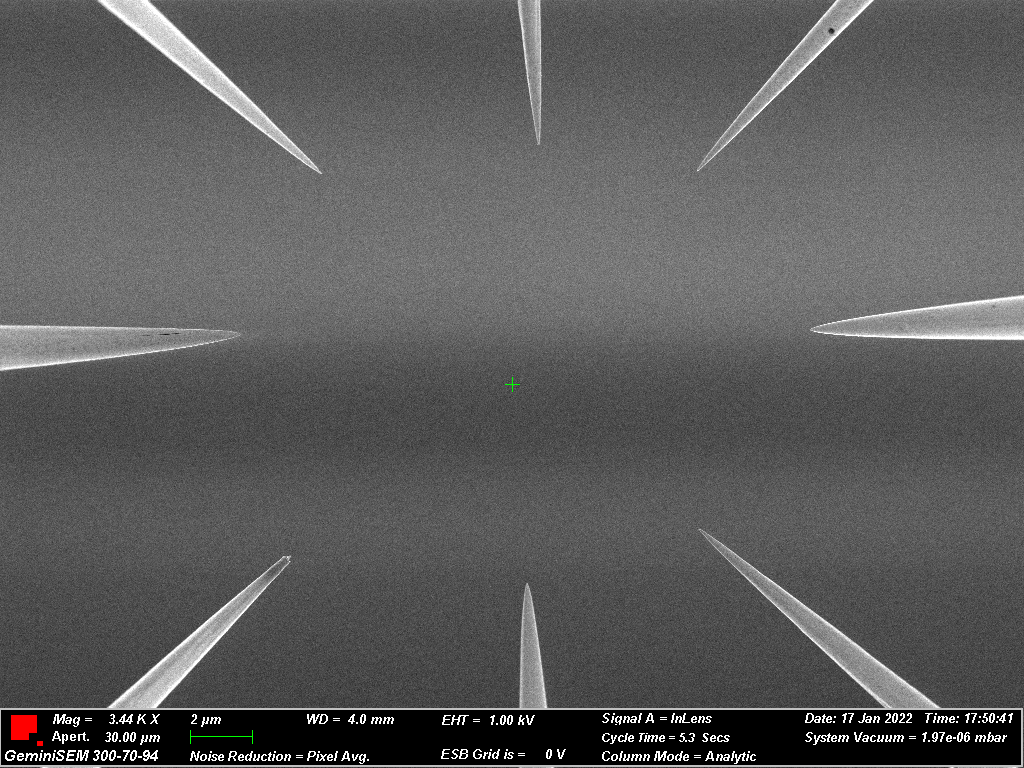 Mag = 3.44 K X 2 µm WD = 4.0 mm EHT = 1.00 kV Signal A = InLens Date: 17 Jan 2022 Time: 17:50:41
Apert. 30.00 µm Cycle Time = 5.3 Secs System Vacuum = 1.97e-06 mbar
GeminiSEM 300-70-94 Noise Reduction = Pixel Avg. ESB Grid is = 0 V Column Mode = Analytic